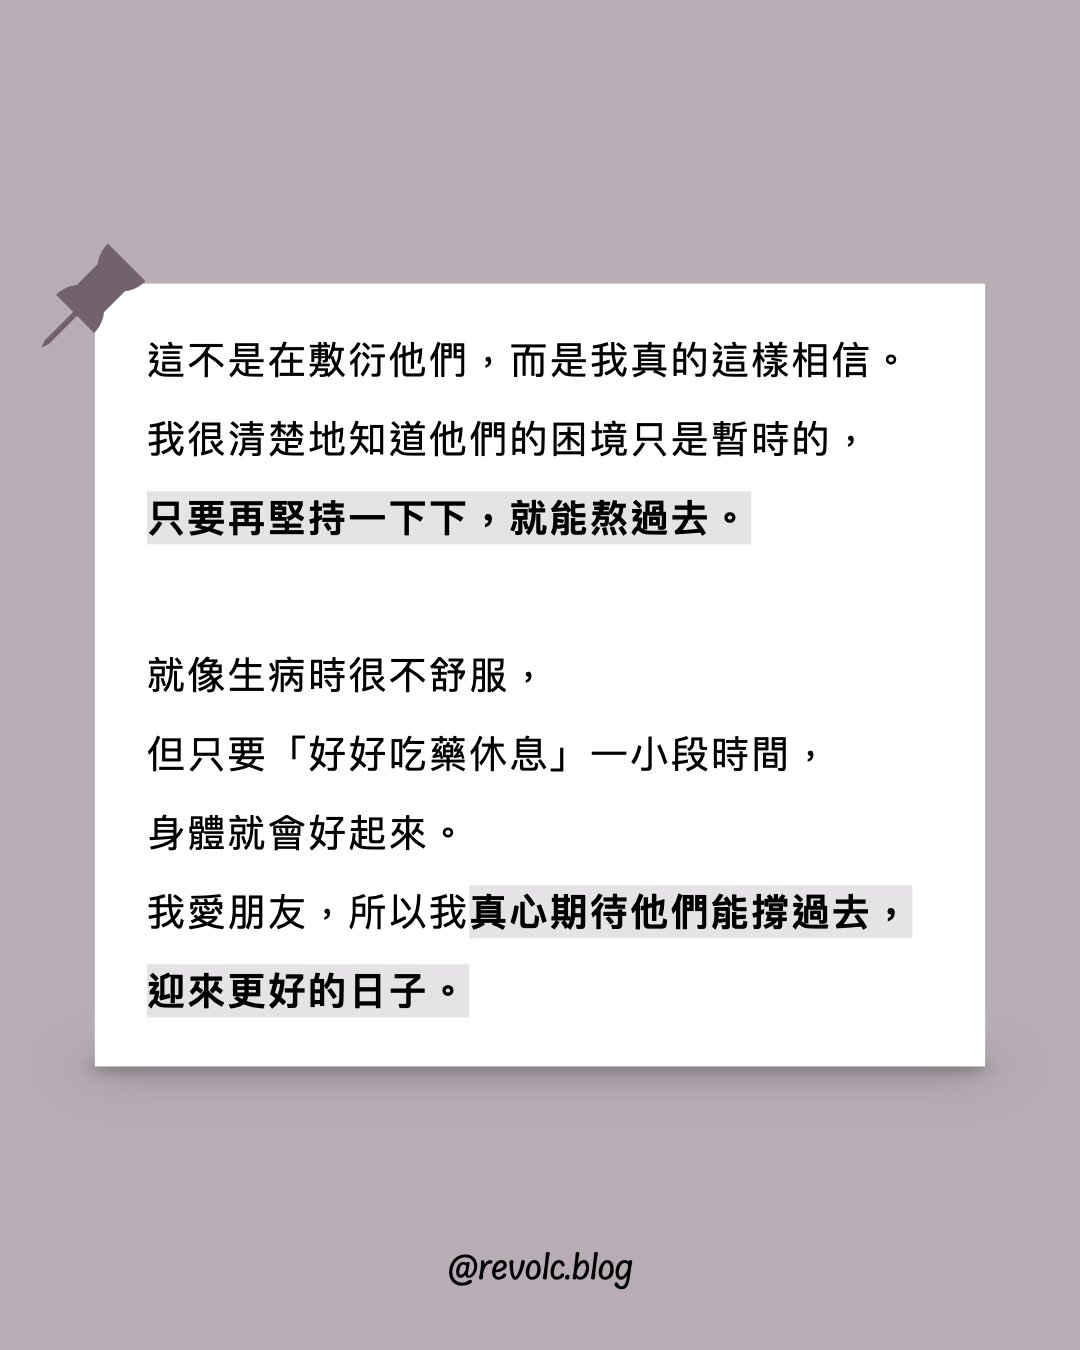 這不是在敷衍他們，而是我真的這樣相信。
我很清楚地知道他們的困境只是暫時的，
只要再堅持一下下，就能熬過去。
就像生病時很不舒服，
但只要「好好吃藥休息」一小段時間，
身體就會好起來。
我愛朋友，所以我真心期待他們能撐過去，
迎來更好的日子。
@revolc.blog